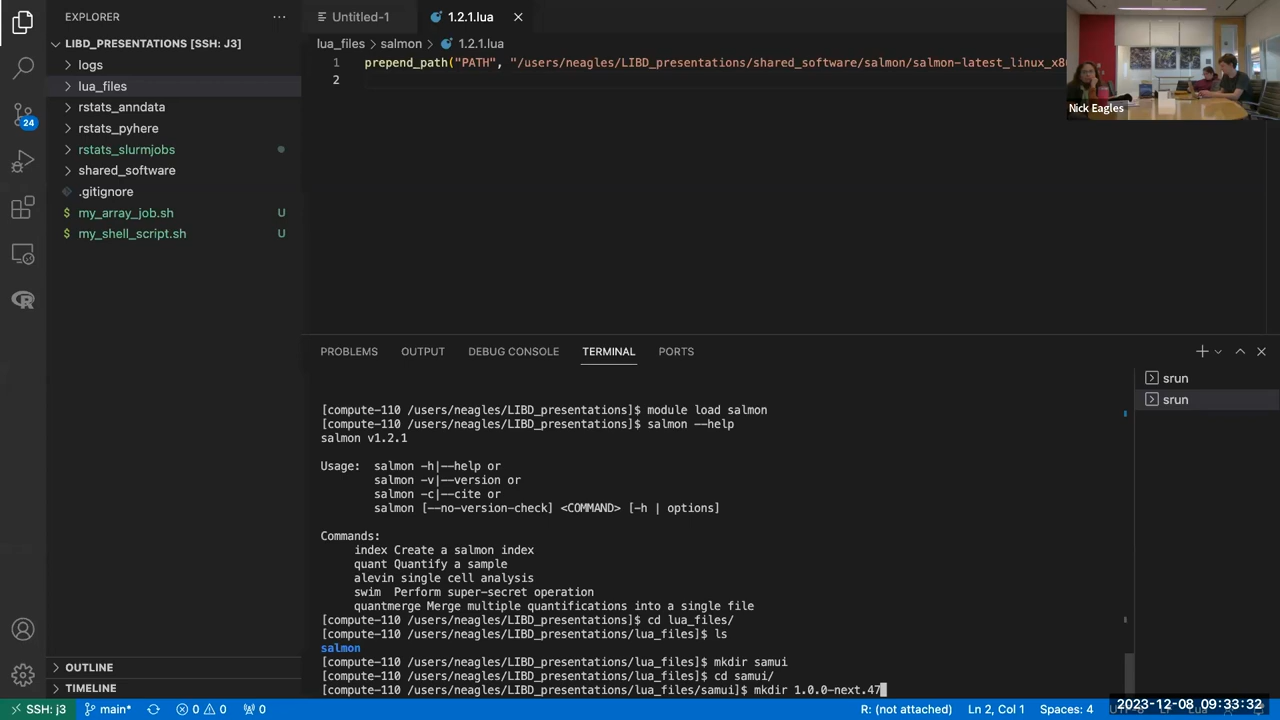 EXPLORER
LIBD_PRESENTATIONS [SSH: J3]
logs
lua_files
rstats_anndata
rstats_pyhere
rstats_slurmjobs
shared_software
.gitignore
$ my_array_job.sh U
$ my_shell_script.sh U
24
OUTLINE
TIMELINE
Untitled-1
1.2.1.lua
lua_files > salmon > 1.2.1.lua
1 prepend_path("PATH", "/users/neagles/LIBD_presentations/shared_software/salmon/salmon-latest_linux_x8
2
Nick Eagles
PROBLEMS OUTPUT DEBUG CONSOLE TERMINAL PORTS
srun
srun
[compute-110 /users/neagles/LIBD_presentations]$ module load salmon
[compute-110 /users/neagles/LIBD_presentations]$ salmon --help
salmon v1.2.1
Usage: salmon -h|--help or
salmon -v|--version or
salmon -c|--cite or
salmon [--no-version-check] <COMMAND> [-h | options]
Commands:
index Create a salmon index
quant Quantify a sample
alevin single cell analysis
swim Perform super-secret operation
quantmerge Merge multiple quantifications into a single file
[compute-110 /users/neagles/LIBD_presentations]$ cd lua_files/
[compute-110 /users/neagles/LIBD_presentations/lua_files]$ ls
salmon
[compute-110 /users/neagles/LIBD_presentations/lua_files]$ mkdir samui
[compute-110 /users/neagles/LIBD_presentations/lua_files]$ cd samui/
[compute-110 /users/neagles/LIBD_presentations/lua_files/samui]$ mkdir 1.0.0-next.47
SSH: j3 main* 0 0 0 R: (not attached) Ln 2, Col 1 Spaces: 4
2023-12-08 09:33:32